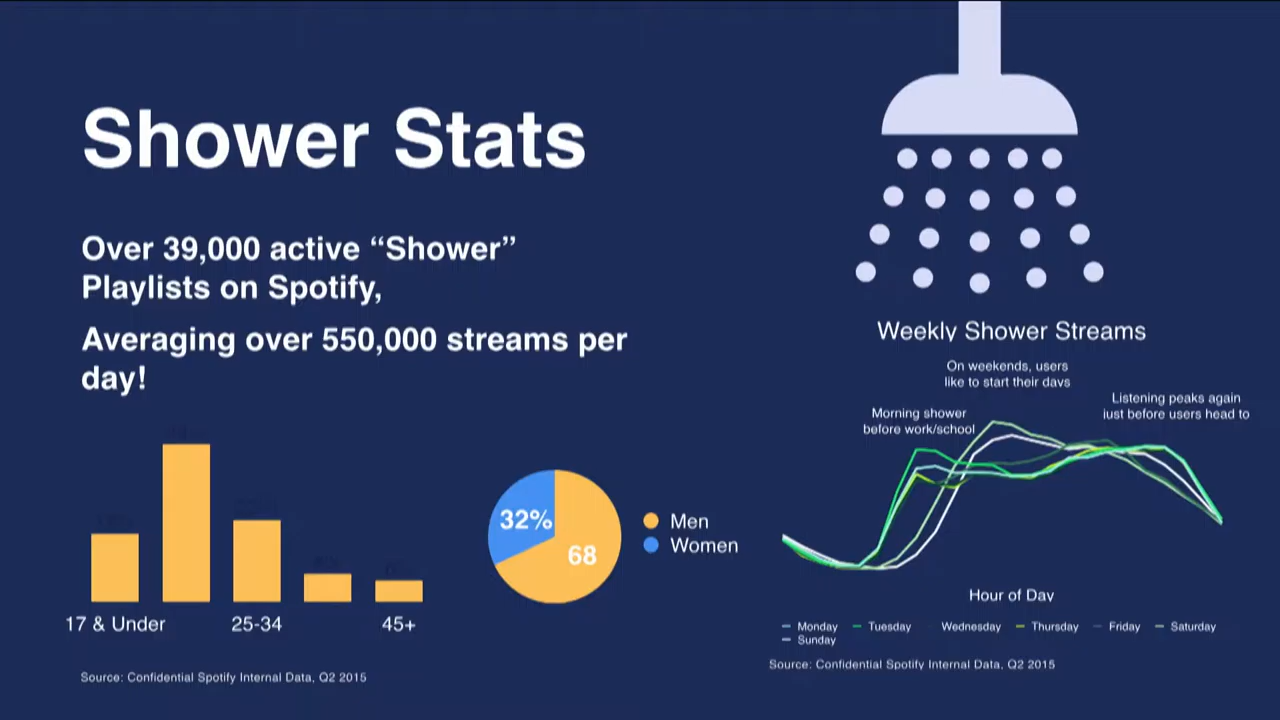 Shower Stats
Over 39,000 active “Shower”
Playlists on Spotify,
Averaging over 550,000 streams per
day!
17 & Under
25-34
45+
Source: Confidential Spotify Internal Data, Q2 2015
32%
68
Men
Women
Weekly Shower Streams
On weekends, users
like to start their days
Listening peaks again
just before users head to
Morning shower
before work/school
Hour of Day
Monday Tuesday Wednesday Thursday Friday Saturday
Sunday
Source: Confidential Spotify Internal Data, Q2 2015